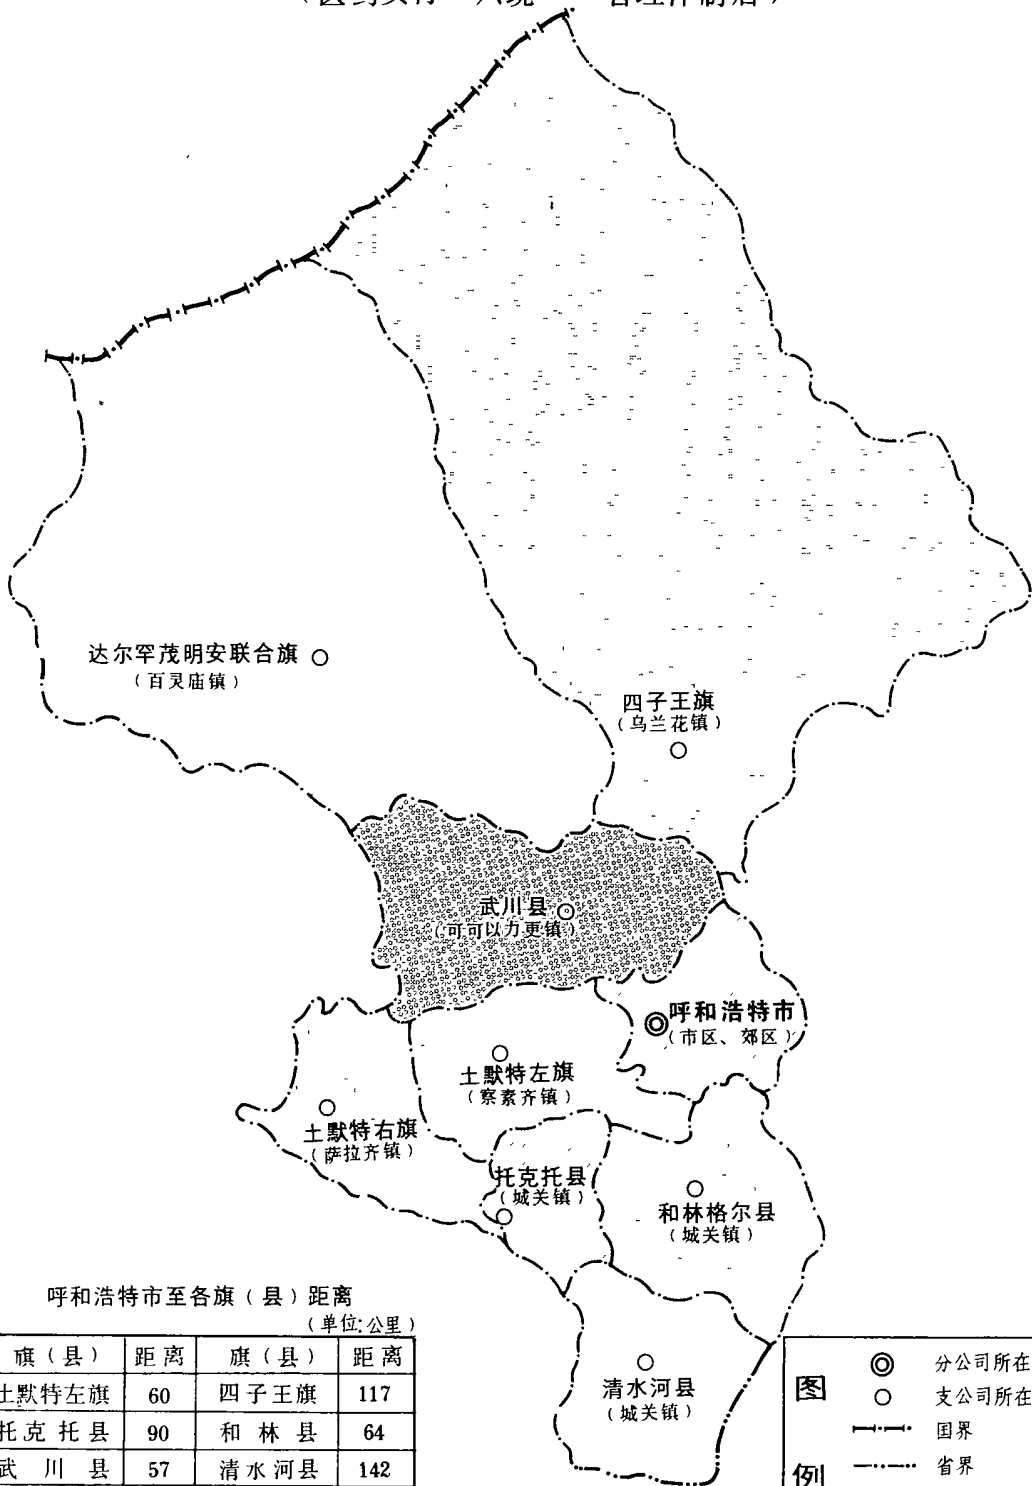 达尔罕茂明安联合旗
（百灵庙镇）
四子王旗
（乌兰花镇）
武川县
（可可以力更镇）
呼和浩特市
（市区、郊区）
土默特左旗
（察素齐镇）
土默特右旗
（萨拉齐镇）
托克托县
（城关镇）
和林格尔县
（城关镇）
清水河县
（城关镇）
呼和浩特市至各旗（县）距离
（单位:公里）
旗（县） 距离 旗（县） 距离
土默特左旗 60 四子王旗 117
托克托县 90 和林县 64
武川县 57 清水河县 142
图例
分公司所在
支公司所在
国界
省界